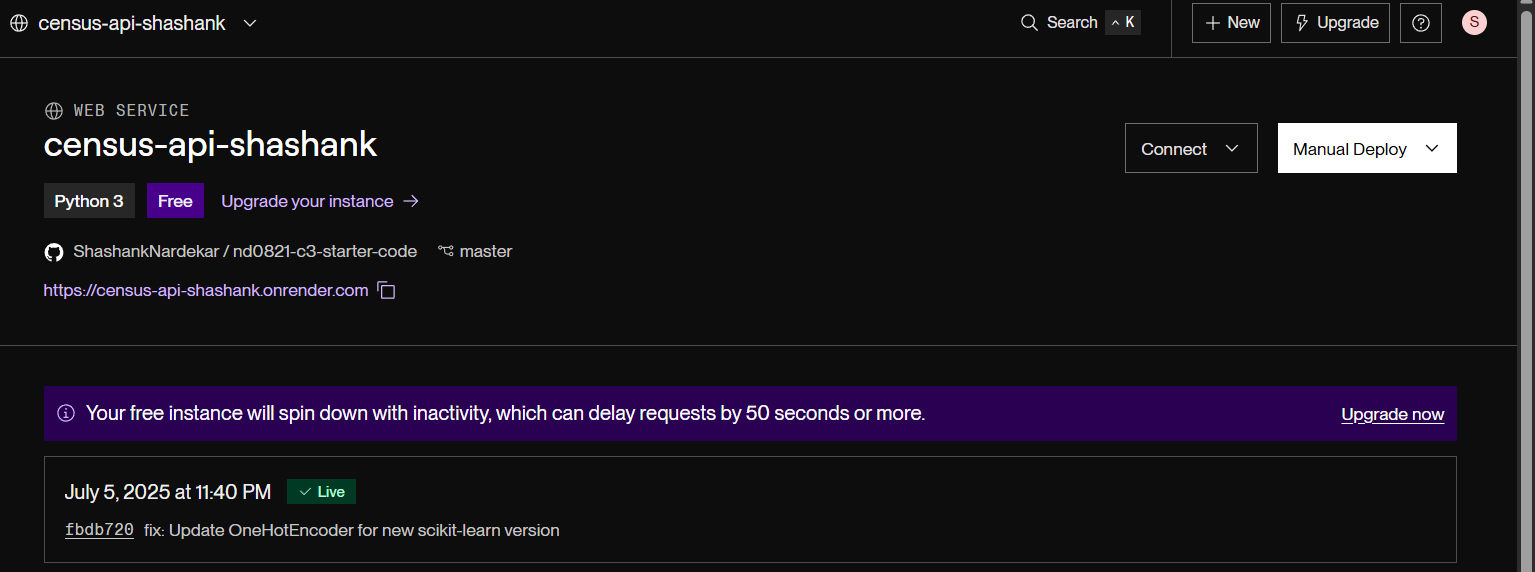 census-api-shashank
Search ^ K
+ New
Upgrade
S
WEB SERVICE
census-api-shashank
Connect
Manual Deploy
Python 3
Free
Upgrade your instance →
ShashankNardekar / nd0821-c3-starter-code
master
https://census-api-shashank.onrender.com
Your free instance will spin down with inactivity, which can delay requests by 50 seconds or more.
Upgrade now
July 5, 2025 at 11:40 PM
✓ Live
fbdb720 fix: Update OneHotEncoder for new scikit-learn version